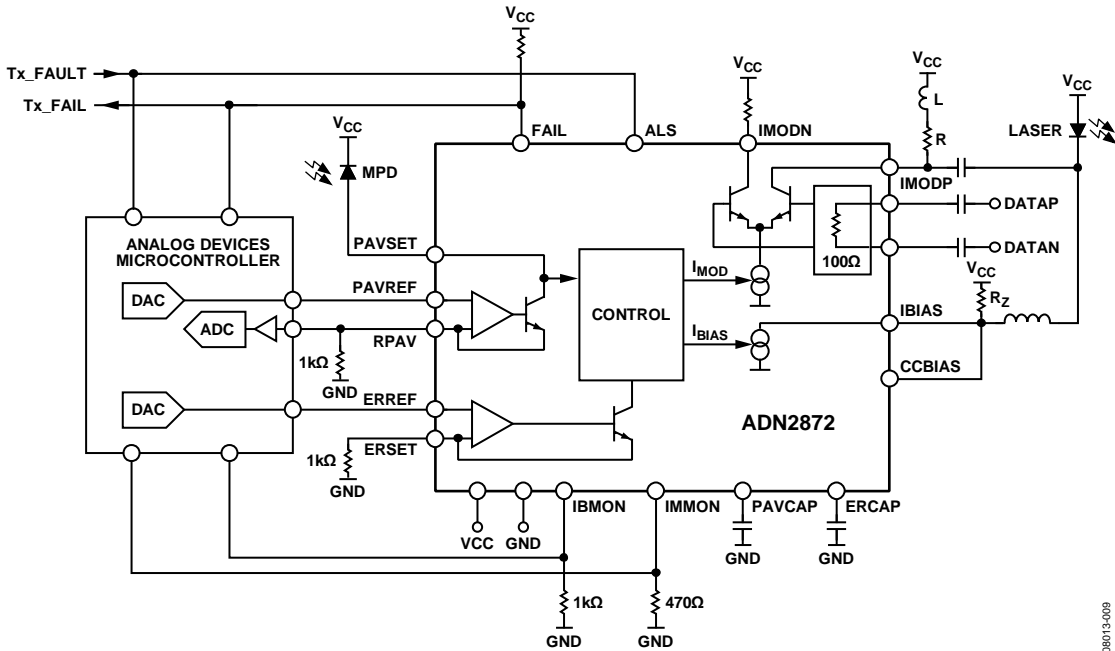 VCC
Tx_FAULT
Tx_FAIL
VCC
VCC
VCC
L
R
LASER
VCC
MPD
FAIL
ALS
IMODN
IMODP
DATAP
DATAN
100Ω
ANALOG DEVICES
MICROCONTROLLER
PAVSET
DAC
PAVREF
ADC
RPAV
1kΩ
GND
CONTROL
IMOD
IBIAS
VCC
RZ
IBIAS
CCBIAS
DAC
ERREF
ERSET
1kΩ
GND
ADN2872
VCC
GND
IBMON
IMMON
PAVCAP
ERCAP
GND
GND
1kΩ
GND
470Ω
GND
08013-009